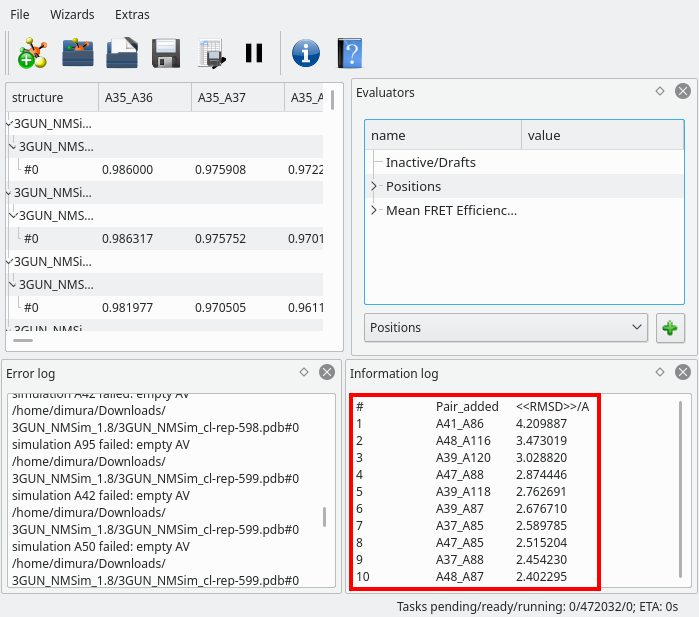 File Wizards Extras
structure A35_A36 A35_A37 A35_A
3GUN_NMSi...
3GUN_NMS...
#0 0.986000 0.975908 0.9722
3GUN_NMSi...
3GUN_NMS...
#0 0.986317 0.975752 0.9701
3GUN_NMSi...
3GUN_NMS...
#0 0.981977 0.970505 0.9611
3GUN_NMSi...
Evaluators
name value
Inactive/Drafts
Positions
Mean FRET Efficienc...
Positions
Error log
simulation A42 failed: empty AV
/home/dimura/Downloads/
3GUN_NMSim_1.8/3GUN_NMSim_cl-rep-598.pdb#0
simulation A95 failed: empty AV
/home/dimura/Downloads/
3GUN_NMSim_1.8/3GUN_NMSim_cl-rep-599.pdb#0
simulation A42 failed: empty AV
/home/dimura/Downloads/
3GUN_NMSim_1.8/3GUN_NMSim_cl-rep-599.pdb#0
simulation A50 failed: empty AV
/home/dimura/Downloads/
3GUN_NMSim_1.8/3GUN_NMSim_cl-rep-599.pdb#0
Information log
# Pair_added <<RMSD>>/A
1 A41_A86 4.209887
2 A48_A116 3.473019
3 A39_A120 3.028820
4 A47_A88 2.874446
5 A39_A118 2.762691
6 A39_A87 2.676710
7 A37_A85 2.589785
8 A47_A85 2.515204
9 A37_A88 2.454230
10 A48_A87 2.402295
Tasks pending/ready/running: 0/472032/0; ETA: 0s